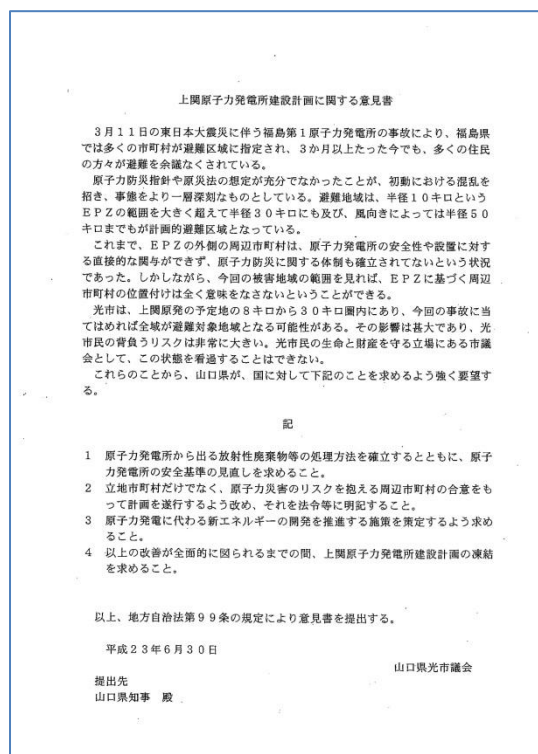 上関原子力発電所建設計画に関する意見書
３月１１日の東日本大震災に伴う福島第１原子力発電所の事故により、福島県
では多くの市町村が避難区域に指定され、３か月以上たった今でも、多くの住民
の方々が避難を余議なくされている。
原子力防災指針や原災法の想定が充分でなかったことが、初動における混乱を
招き、事態をより一層深刻なものとしている。避難地域は、半径１０キロという
ＥＰＺの範囲を大きく超えて半径３０キロにも及び、風向きによっては半径５０
キロまでもが計画的避難区域となっている。
これまで、ＥＰＺの外側の周辺市町村は、原子力発電所の安全性や設置に対する
直接的な関与ができず、原子力防災に関する体制も確立されてないという状況
であった。しかしながら、今回の被害地域の範囲を見れば、ＥＰＺに基づく周辺
市町村の位置付けは全く意味をなさないということができる。
光市は、上関原発の予定地の８キロから３０キロ圏内にあり、今回の事故に当
てはめれば全域が避難対象地域となる可能性がある。その影響は甚大であり、光
市民の背負うリスクは非常に大きい。光市民の生命と財産を守る立場にある市議
会として、この状態を看過することはできない。
これらのことから、山口県が、国に対して下記のことを求めるよう強く要望す
る。
記
１　原子力発電所から出る放射性廃棄物等の処理方法を確立するとともに、原子
力発電所の安全基準の見直しを求めること。
２　立地市町村だけでなく、原子力災害のリスクを抱える周辺市町村の合意をも
って計画を遂行するよう改め、それを法令等に明記すること。
３　原子力発電に代わる新エネルギーの開発を推進する施策を策定するよう求め
ること。
４　以上の改善が全面的に図られるまでの間、上関原子力発電所建設計画の凍結
を求めること。
以上、地方自治法第９９条の規定により意見書を提出する。
平成２３年６月３０日
山口県光市議会
提出先
山口県知事　殿